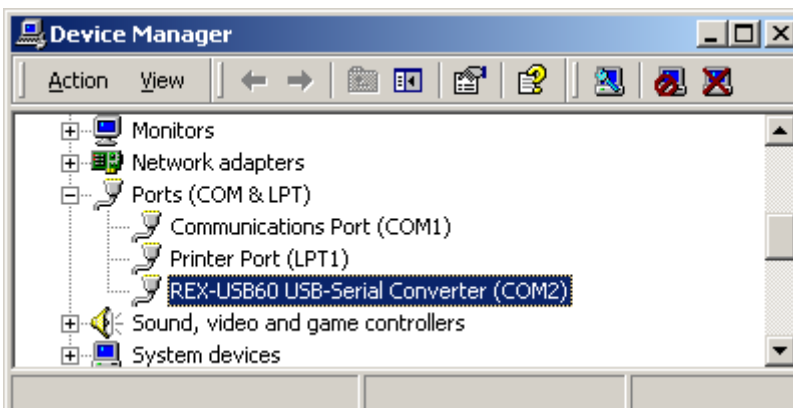 Device Manager
Action View
Monitors
Network adapters
Ports (COM & LPT)
Communications Port (COM1)
Printer Port (LPT1)
REX-USB60 USB-Serial Converter (COM2)
Sound, video and game controllers
System devices